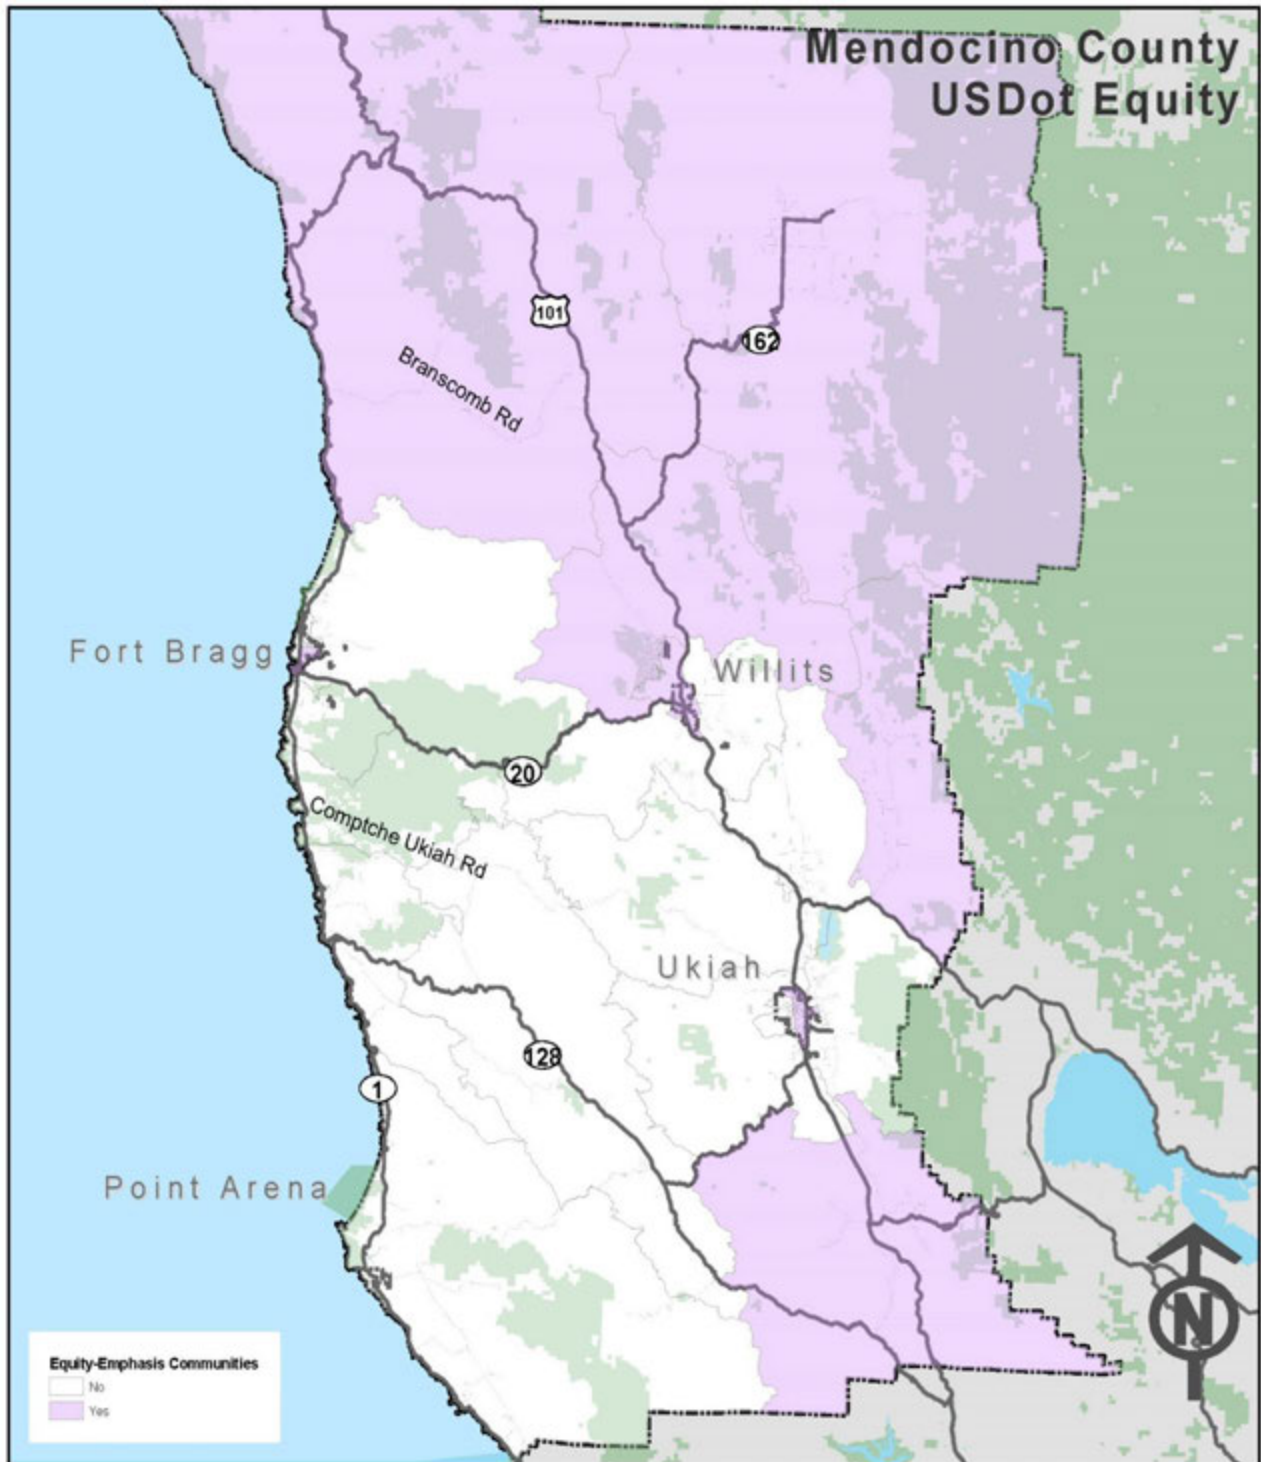 Mendocino County
USDot Equity
101
162
Branscomb Rd
Fort Bragg
Willits
20
Comptche Ukiah Rd
Ukiah
128
1
Point Arena
N
Equity-Emphasis Communities
No
Yes